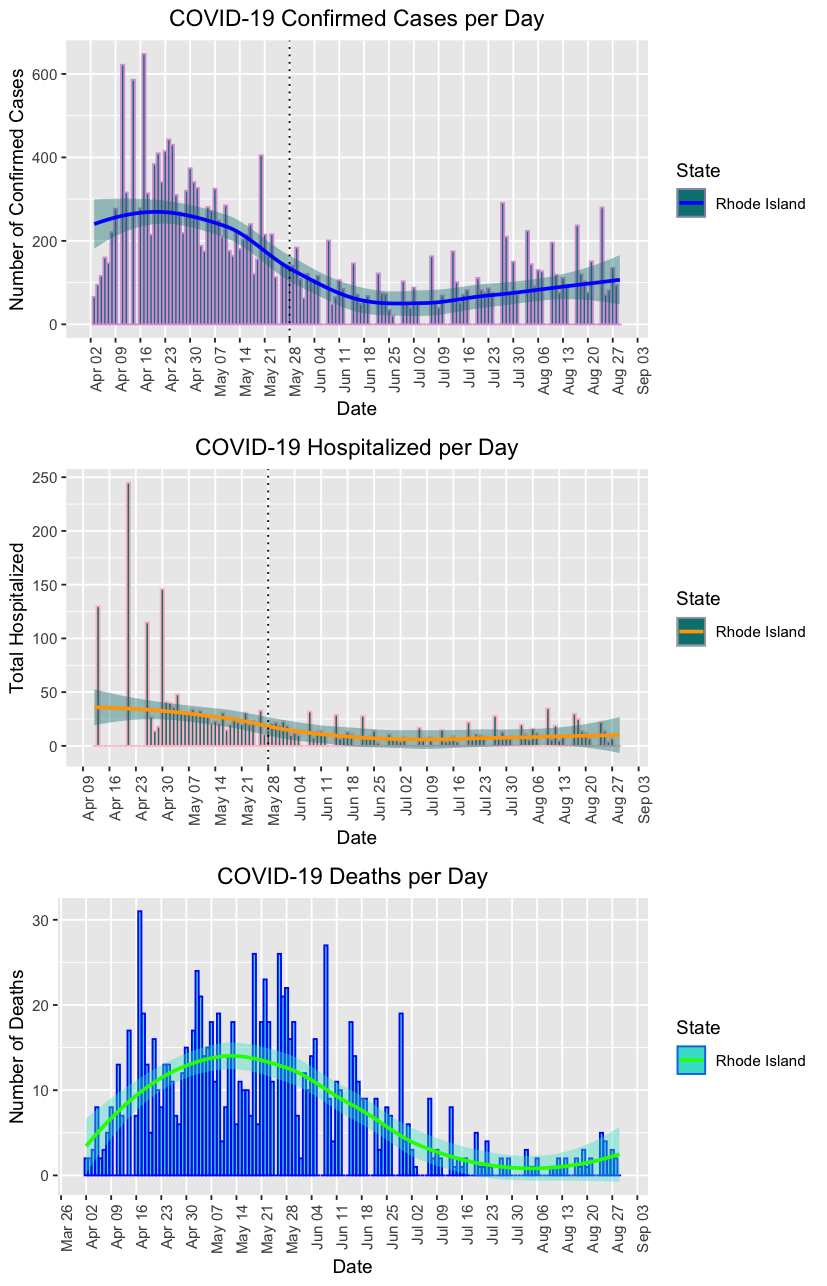 COVID-19 Confirmed Cases per Day
Number of Confirmed Cases
600
400
200
0
Apr 02
Apr 09
Apr 16
Apr 23
Apr 30
May 07
May 14
May 21
May 28
Jun 04
Jun 11
Jun 18
Jun 25
Jul 02
Jul 09
Jul 16
Jul 23
Jul 30
Aug 06
Aug 13
Aug 20
Aug 27
Sep 03
Date
State
Rhode Island
COVID-19 Hospitalized per Day
Total Hospitalized
250
200
150
100
50
0
Apr 09
Apr 16
Apr 23
Apr 30
May 07
May 14
May 21
May 28
Jun 04
Jun 11
Jun 18
Jun 25
Jul 02
Jul 09
Jul 16
Jul 23
Jul 30
Aug 06
Aug 13
Aug 20
Aug 27
Sep 03
Date
State
Rhode Island
COVID-19 Deaths per Day
Number of Deaths
30
20
10
0
Mar 26
Apr 02
Apr 09
Apr 16
Apr 23
Apr 30
May 07
May 14
May 21
May 28
Jun 04
Jun 11
Jun 18
Jun 25
Jul 02
Jul 09
Jul 16
Jul 23
Jul 30
Aug 06
Aug 13
Aug 20
Aug 27
Sep 03
Date
State
Rhode Island